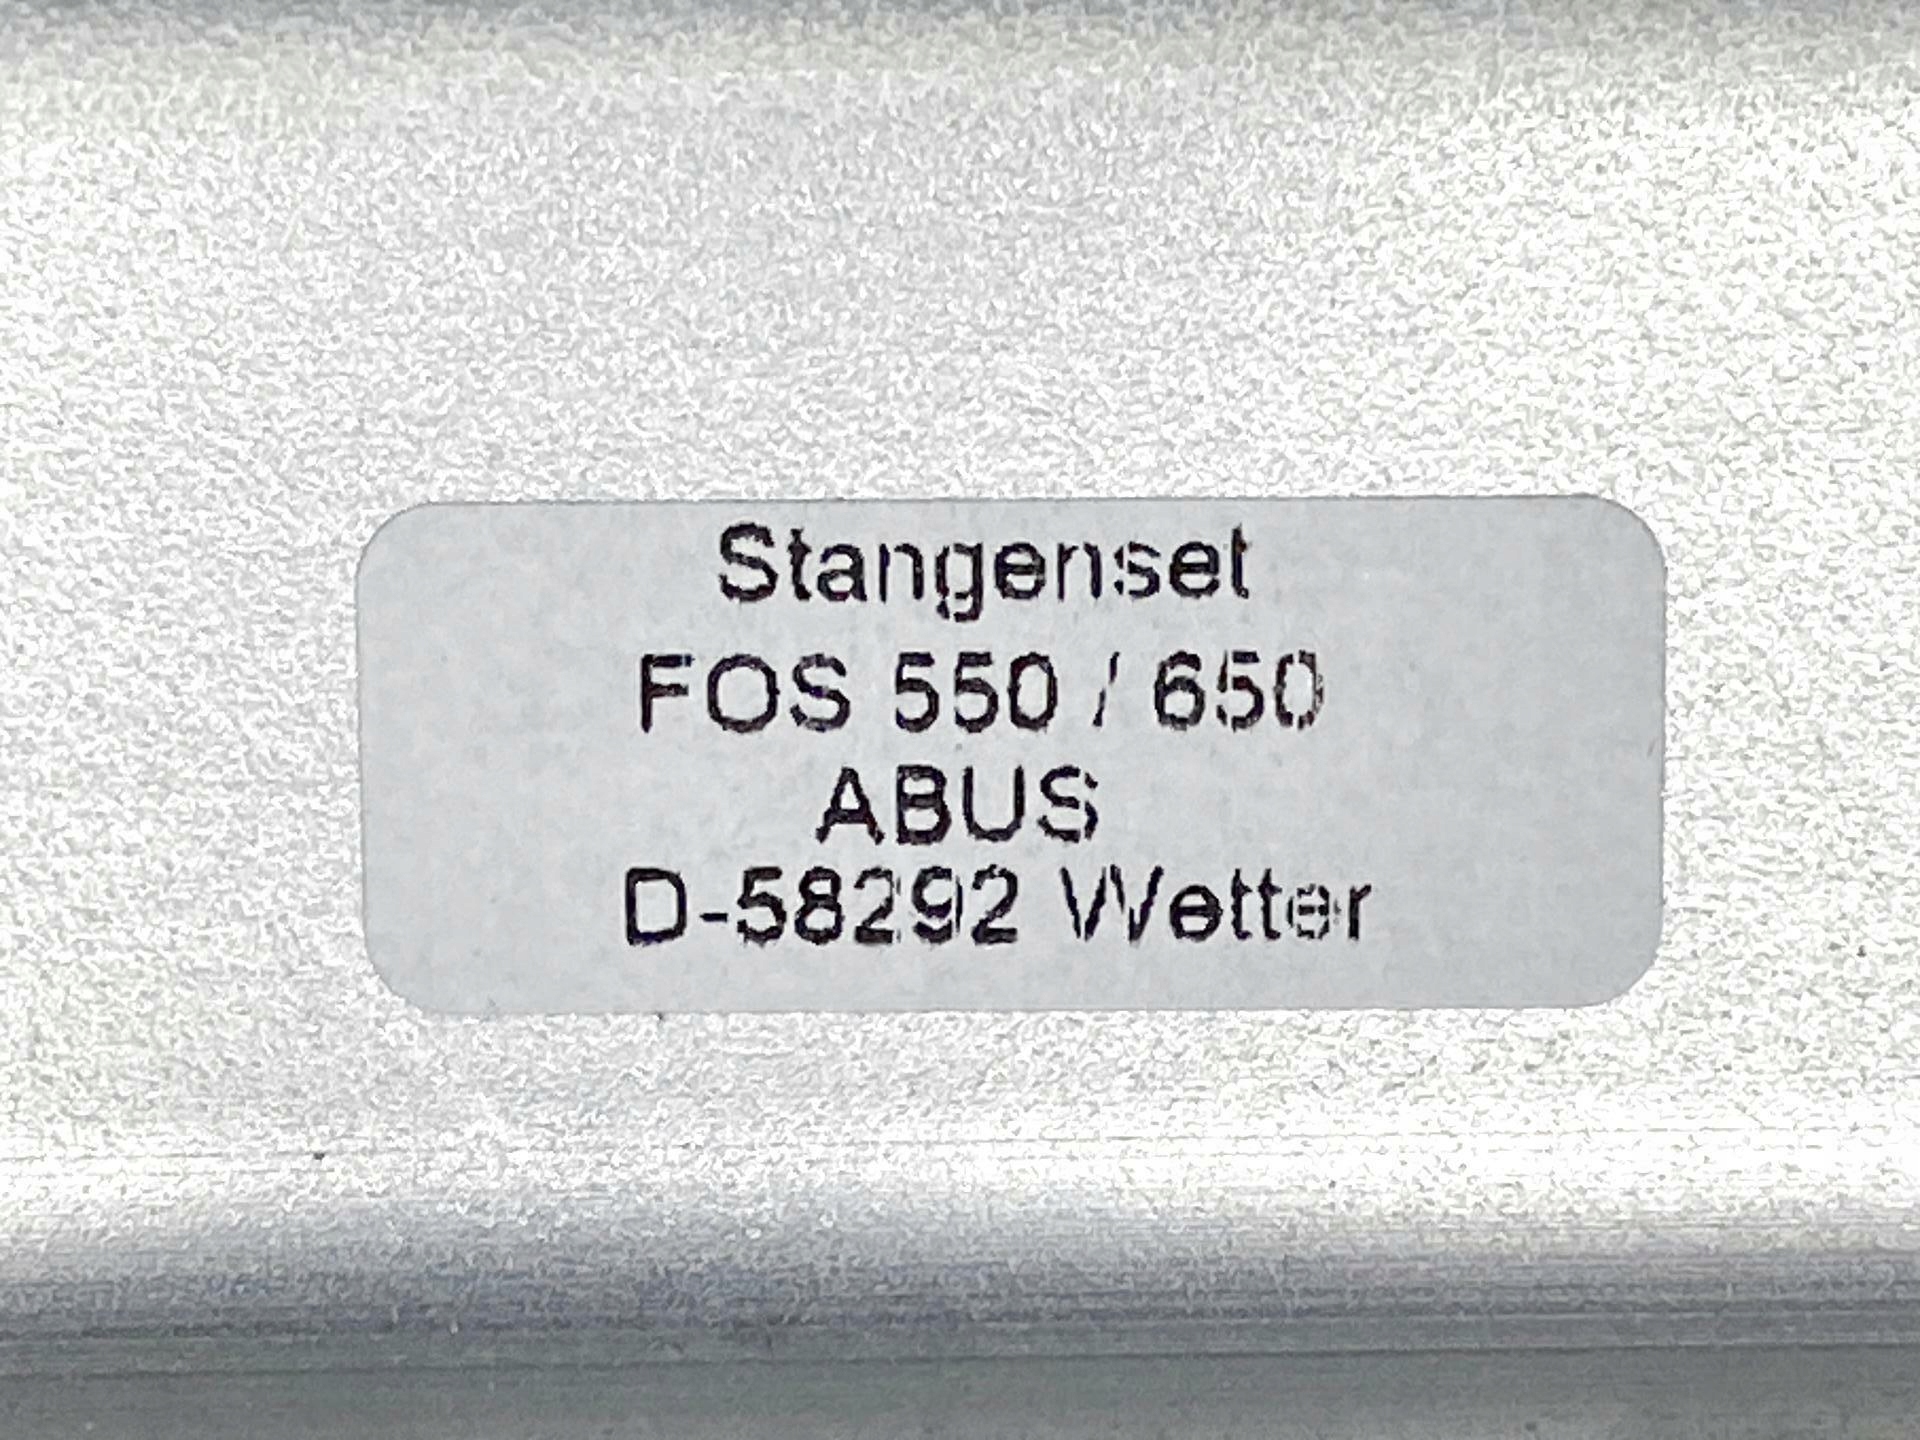 Stangenset
FOS 550 / 650
ABUS
D-58292 Wetter